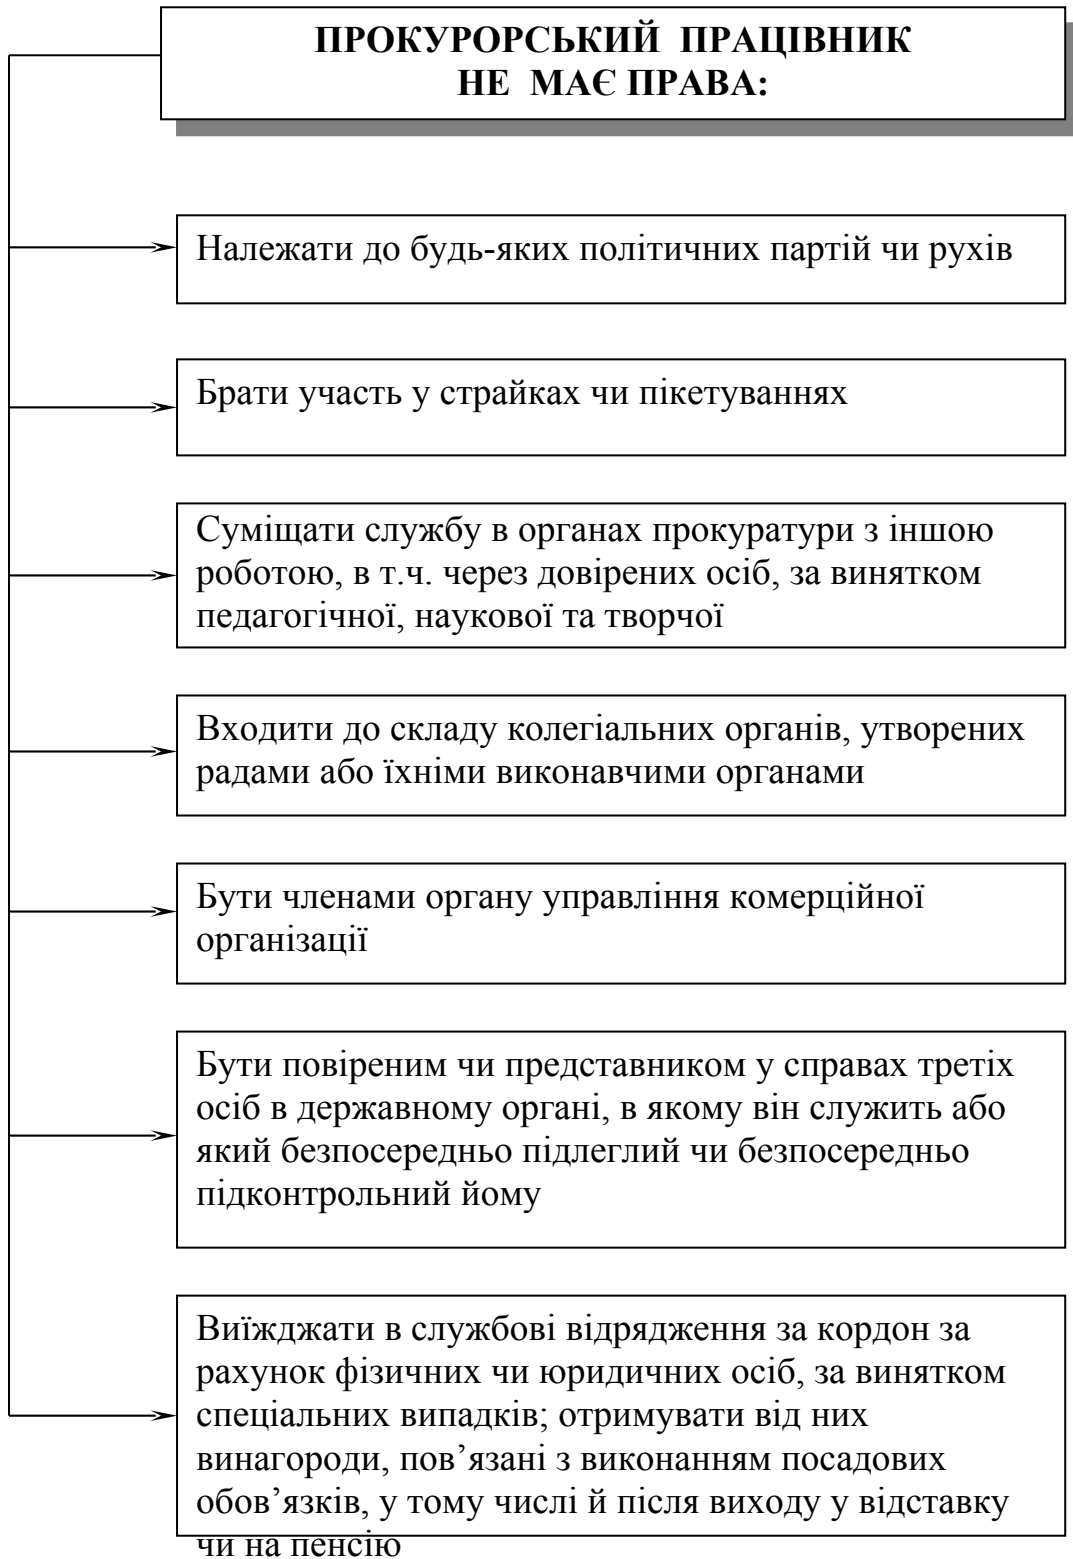 ПРОКУРОРСЬКИЙ ПРАЦІВНИК
НЕ МАЄ ПРАВА:
Належати до будь-яких політичних партій чи рухів
Брати участь у страйках чи пікетуваннях
Суміщати службу в органах прокуратури з іншою
роботою, в т.ч. через довірених осіб, за винятком
педагогічної, наукової та творчої
Входити до складу колегіальних органів, утворених
радами або їхніми виконавчими органами
Бути членами органу управління комерційної
організації
Бути повіреним чи представником у справах третіх
осіб в державному органі, в якому він служить або
який безпосередньо підлеглий чи безпосередньо
підконтрольний йому
Виїжджати в службові відрядження за кордон за
рахунок фізичних чи юридичних осіб, за винятком
спеціальних випадків; отримувати від них
винагороди, пов’язані з виконанням посадових
обов’язків, у тому числі й після виходу у відставку
чи на пенсію